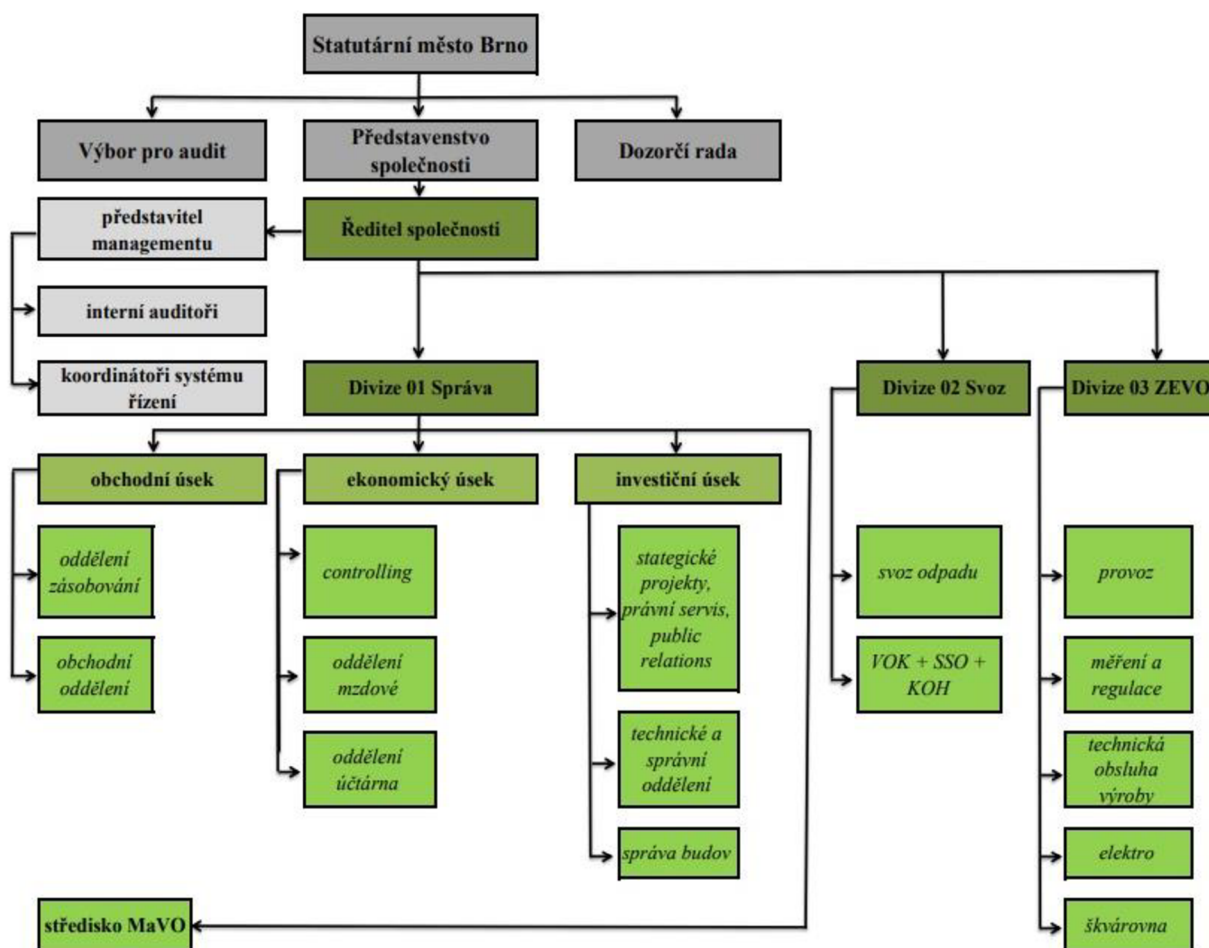 Statutární město Brno
Výbor pro audit
Představenstvo
společnosti
Dozorčí rada
představitel
managementu
Ředitel společnosti
interní auditoři
koordinátoři systému
řízení
Divize 01 Správa
Divize 02 Svoz
Divize 03 ZEVO
obchodní úsek
ekonomický úsek
investiční úsek
oddělení
zásobování
obchodní
oddělení
controlling
oddělení
mzdové
oddělení
účtárna
stategické
projekty,
právní servis,
public
relations
technické a
správní
oddělení
správa budov
svoz odpadu
VOK + SSO +
KOH
provoz
měření a
regulace
technická
obsluha
výroby
elektro
škvárovna
středisko MaVO